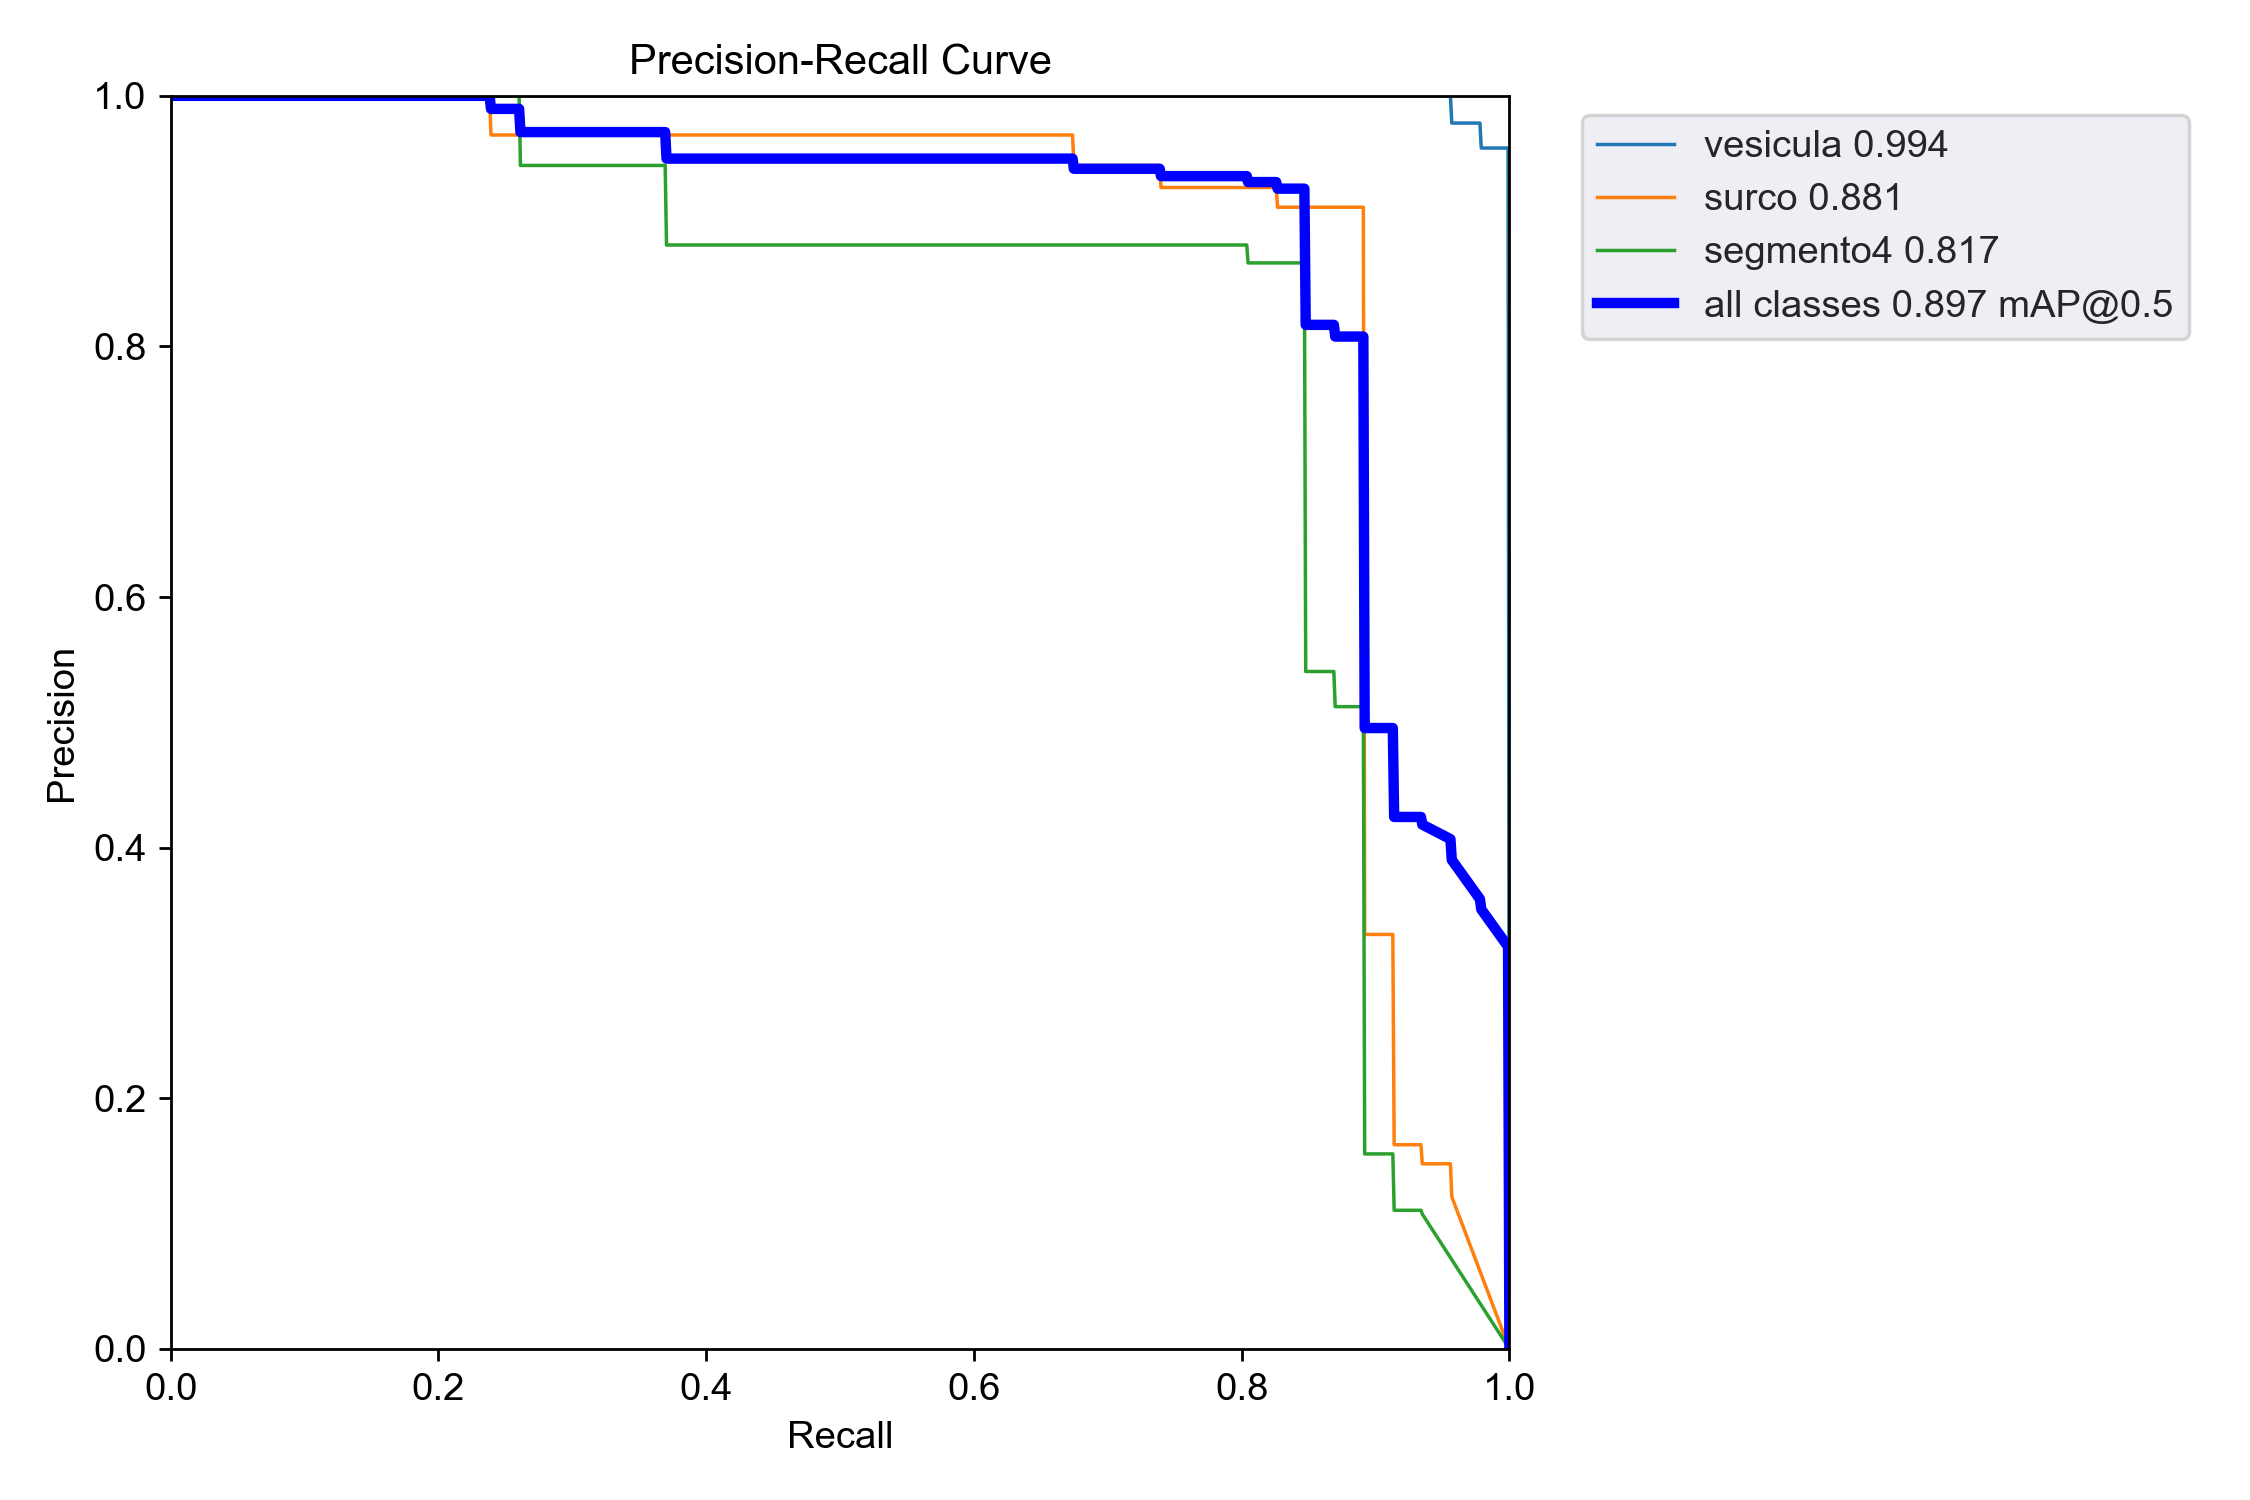 Precision-Recall Curve
1.0
0.8
0.6
0.4
0.2
0.0
Precision
0.0 0.2 0.4 0.6 0.8 1.0
Recall
vesicula 0.994
surco 0.881
segmento4 0.817
all classes 0.897 mAP@0.5